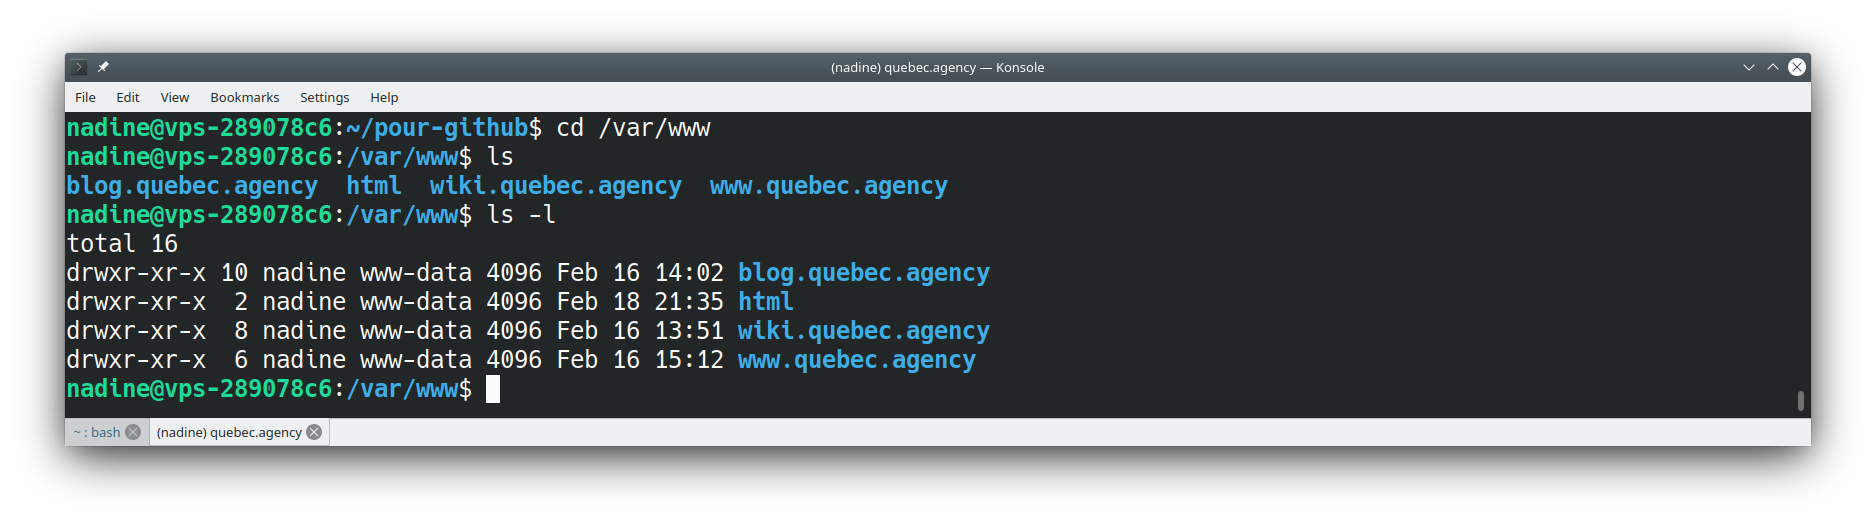 (nadine) quebec.agency — Konsole
File Edit View Bookmarks Settings Help
nadine@vps-289078c6:~/pour-github$ cd /var/www
nadine@vps-289078c6:/var/www$ ls
blog.quebec.agency  html  wiki.quebec.agency  www.quebec.agency
nadine@vps-289078c6:/var/www$ ls -l
total 16
drwxr-xr-x 10 nadine www-data 4096 Feb 16 14:02 blog.quebec.agency
drwxr-xr-x  2 nadine www-data 4096 Feb 18 21:35 html
drwxr-xr-x  8 nadine www-data 4096 Feb 16 13:51 wiki.quebec.agency
drwxr-xr-x  6 nadine www-data 4096 Feb 16 15:12 www.quebec.agency
nadine@vps-289078c6:/var/www$
~ : bash (nadine) quebec.agency